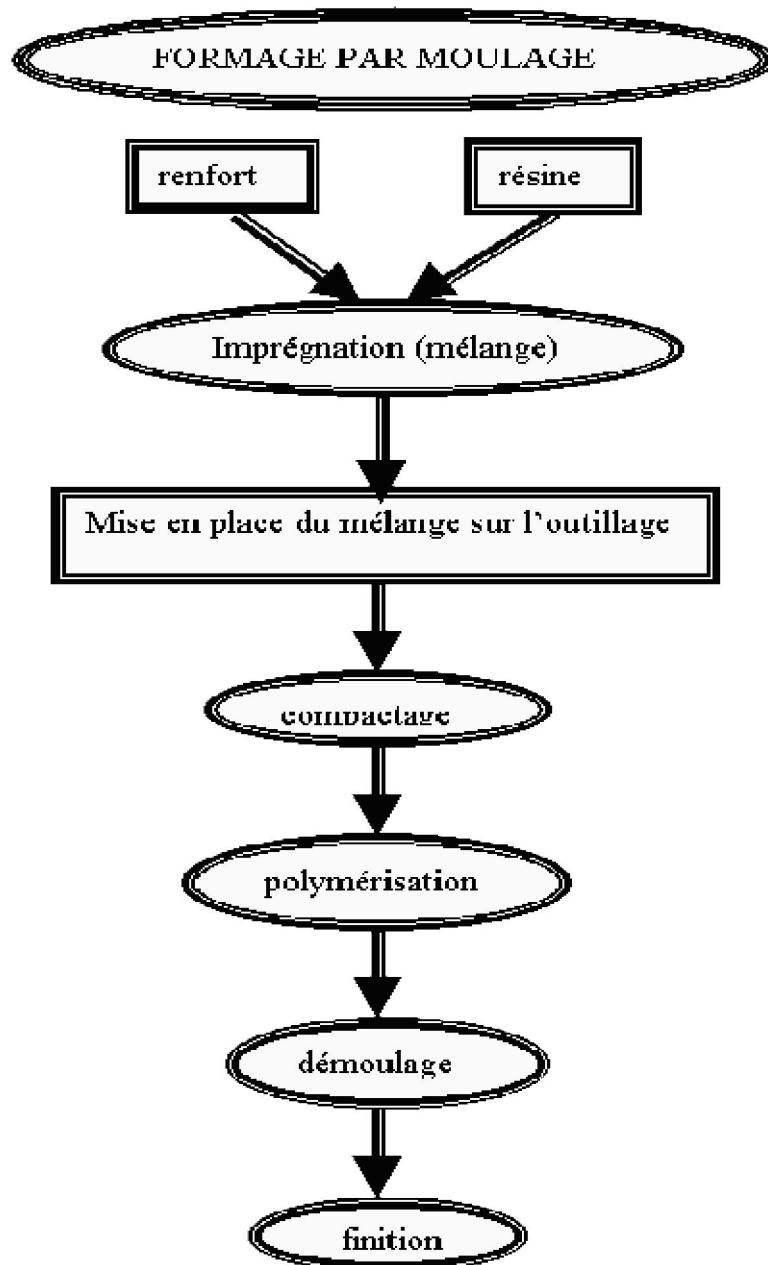 FORMAGE PAR MOULAGE
renfort
résine
Imprégnation (mélange)
Mise en place du mélange sur l'outillage
compactage
polymérisation
démoulage
finition